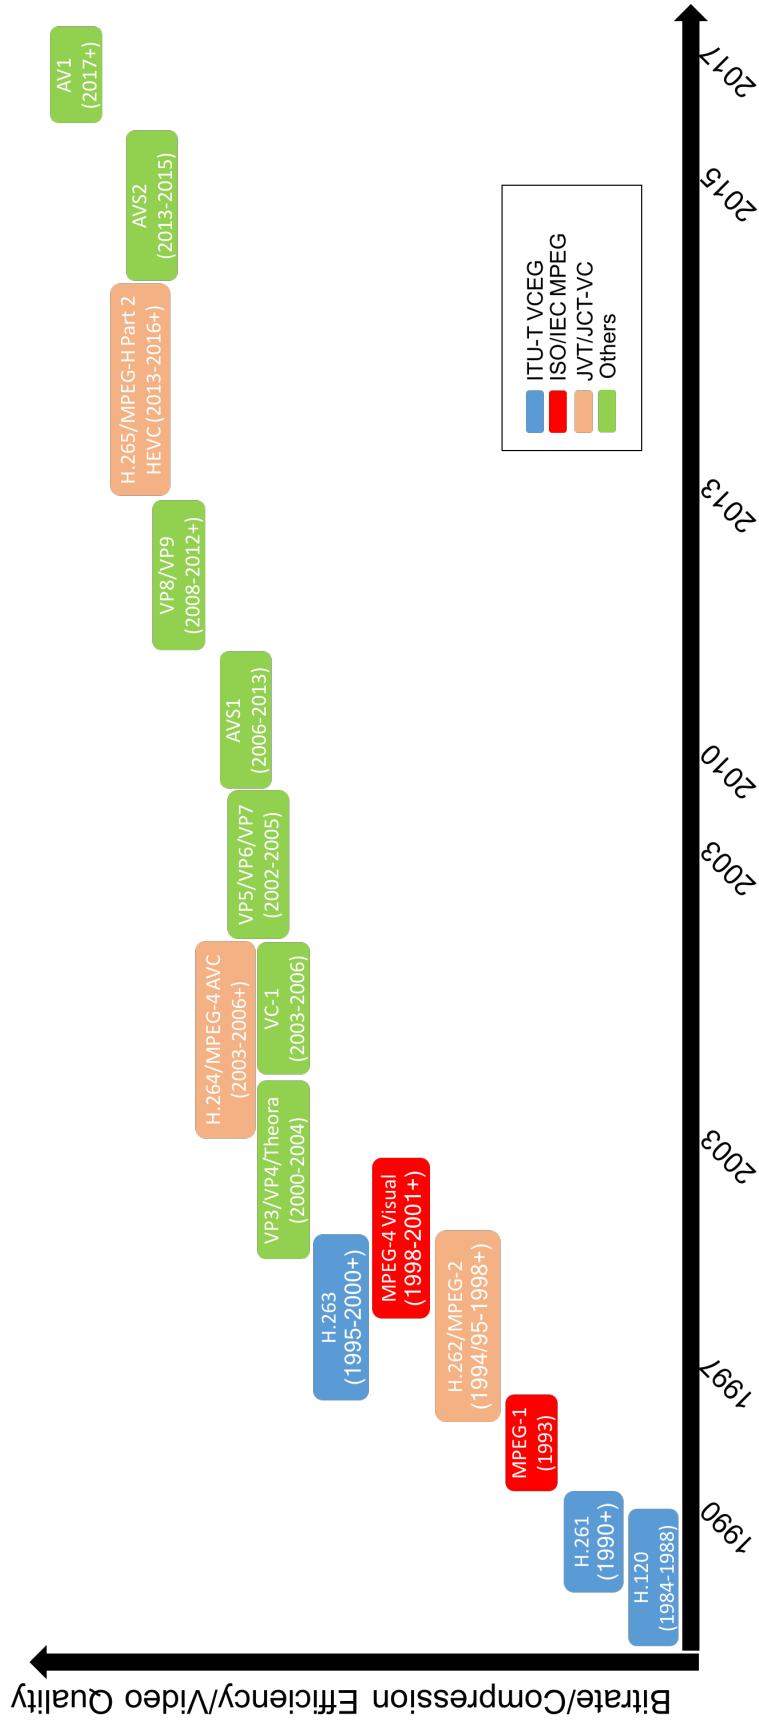 Bitrate/Compression Efficiency/Video Quality
AV1
(2017+)
AVS2
(2013-2015)
H.265/MPEG-H Part 2
HEVC (2013-2016+)
VP8/VP9
(2008-2012+)
AVS1
(2006-2013)
VP5/VP6/VP7
(2002-2005)
H.264/MPEG-4 AVC
(2003-2006+)
VC-1
(2003-2006)
VP3/VP4/Theora
(2000-2004)
H.263
(1995-2000+)
MPEG-4 Visual
(1998-2001+)
H.262/MPEG-2
(1994/95-1998+)
MPEG-1
(1993)
H.261
(1990+)
H.120
(1984-1988)
ITU-T VCEG
ISO/IEC MPEG
JVT/JCT-VC
Others
1990
1997
2003
2003
2010
2013
2015
2017